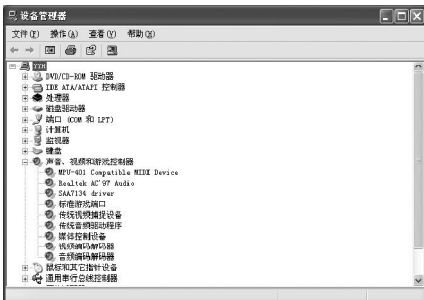 设备管理器
文件(F) 操作(A) 查看(V) 帮助(H)
DVD/CD-ROM 驱动器
IDE ATA/ATAPI 控制器
处理器
磁盘驱动器
端口 (COM 和 LPT)
计算机
监视器
键盘
声音、视频和游戏控制器
MPU-401 Compatible MIDI Device
Realtek AC'97 Audio
SAA7134 driver
标准游戏端口
传统视频捕捉设备
传统音频驱动程序
媒体控制设备
视频编码解码器
音频编码解码器
鼠标和其它指针设备
通用串行总线控制器